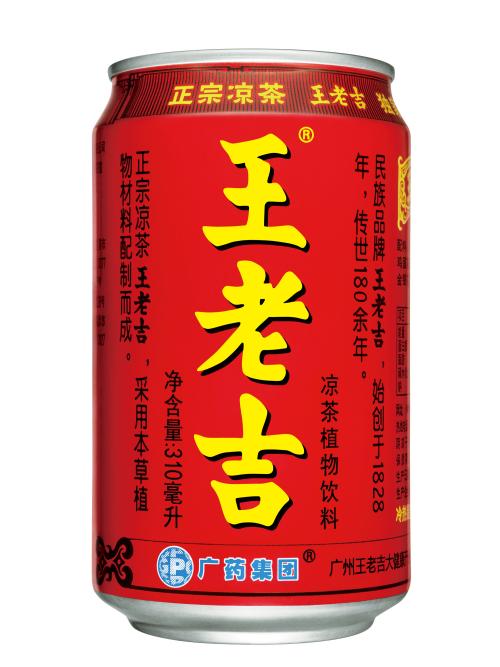 正宗凉茶 王老吉
王老吉®
民族品牌王老吉,始创于1828
年,传世180余年。
凉茶植物饮料
净含量:310毫升
正宗凉茶王老吉,采用本草植
物材料配制而成。
GPC 广药集团®
广州王老吉大健康